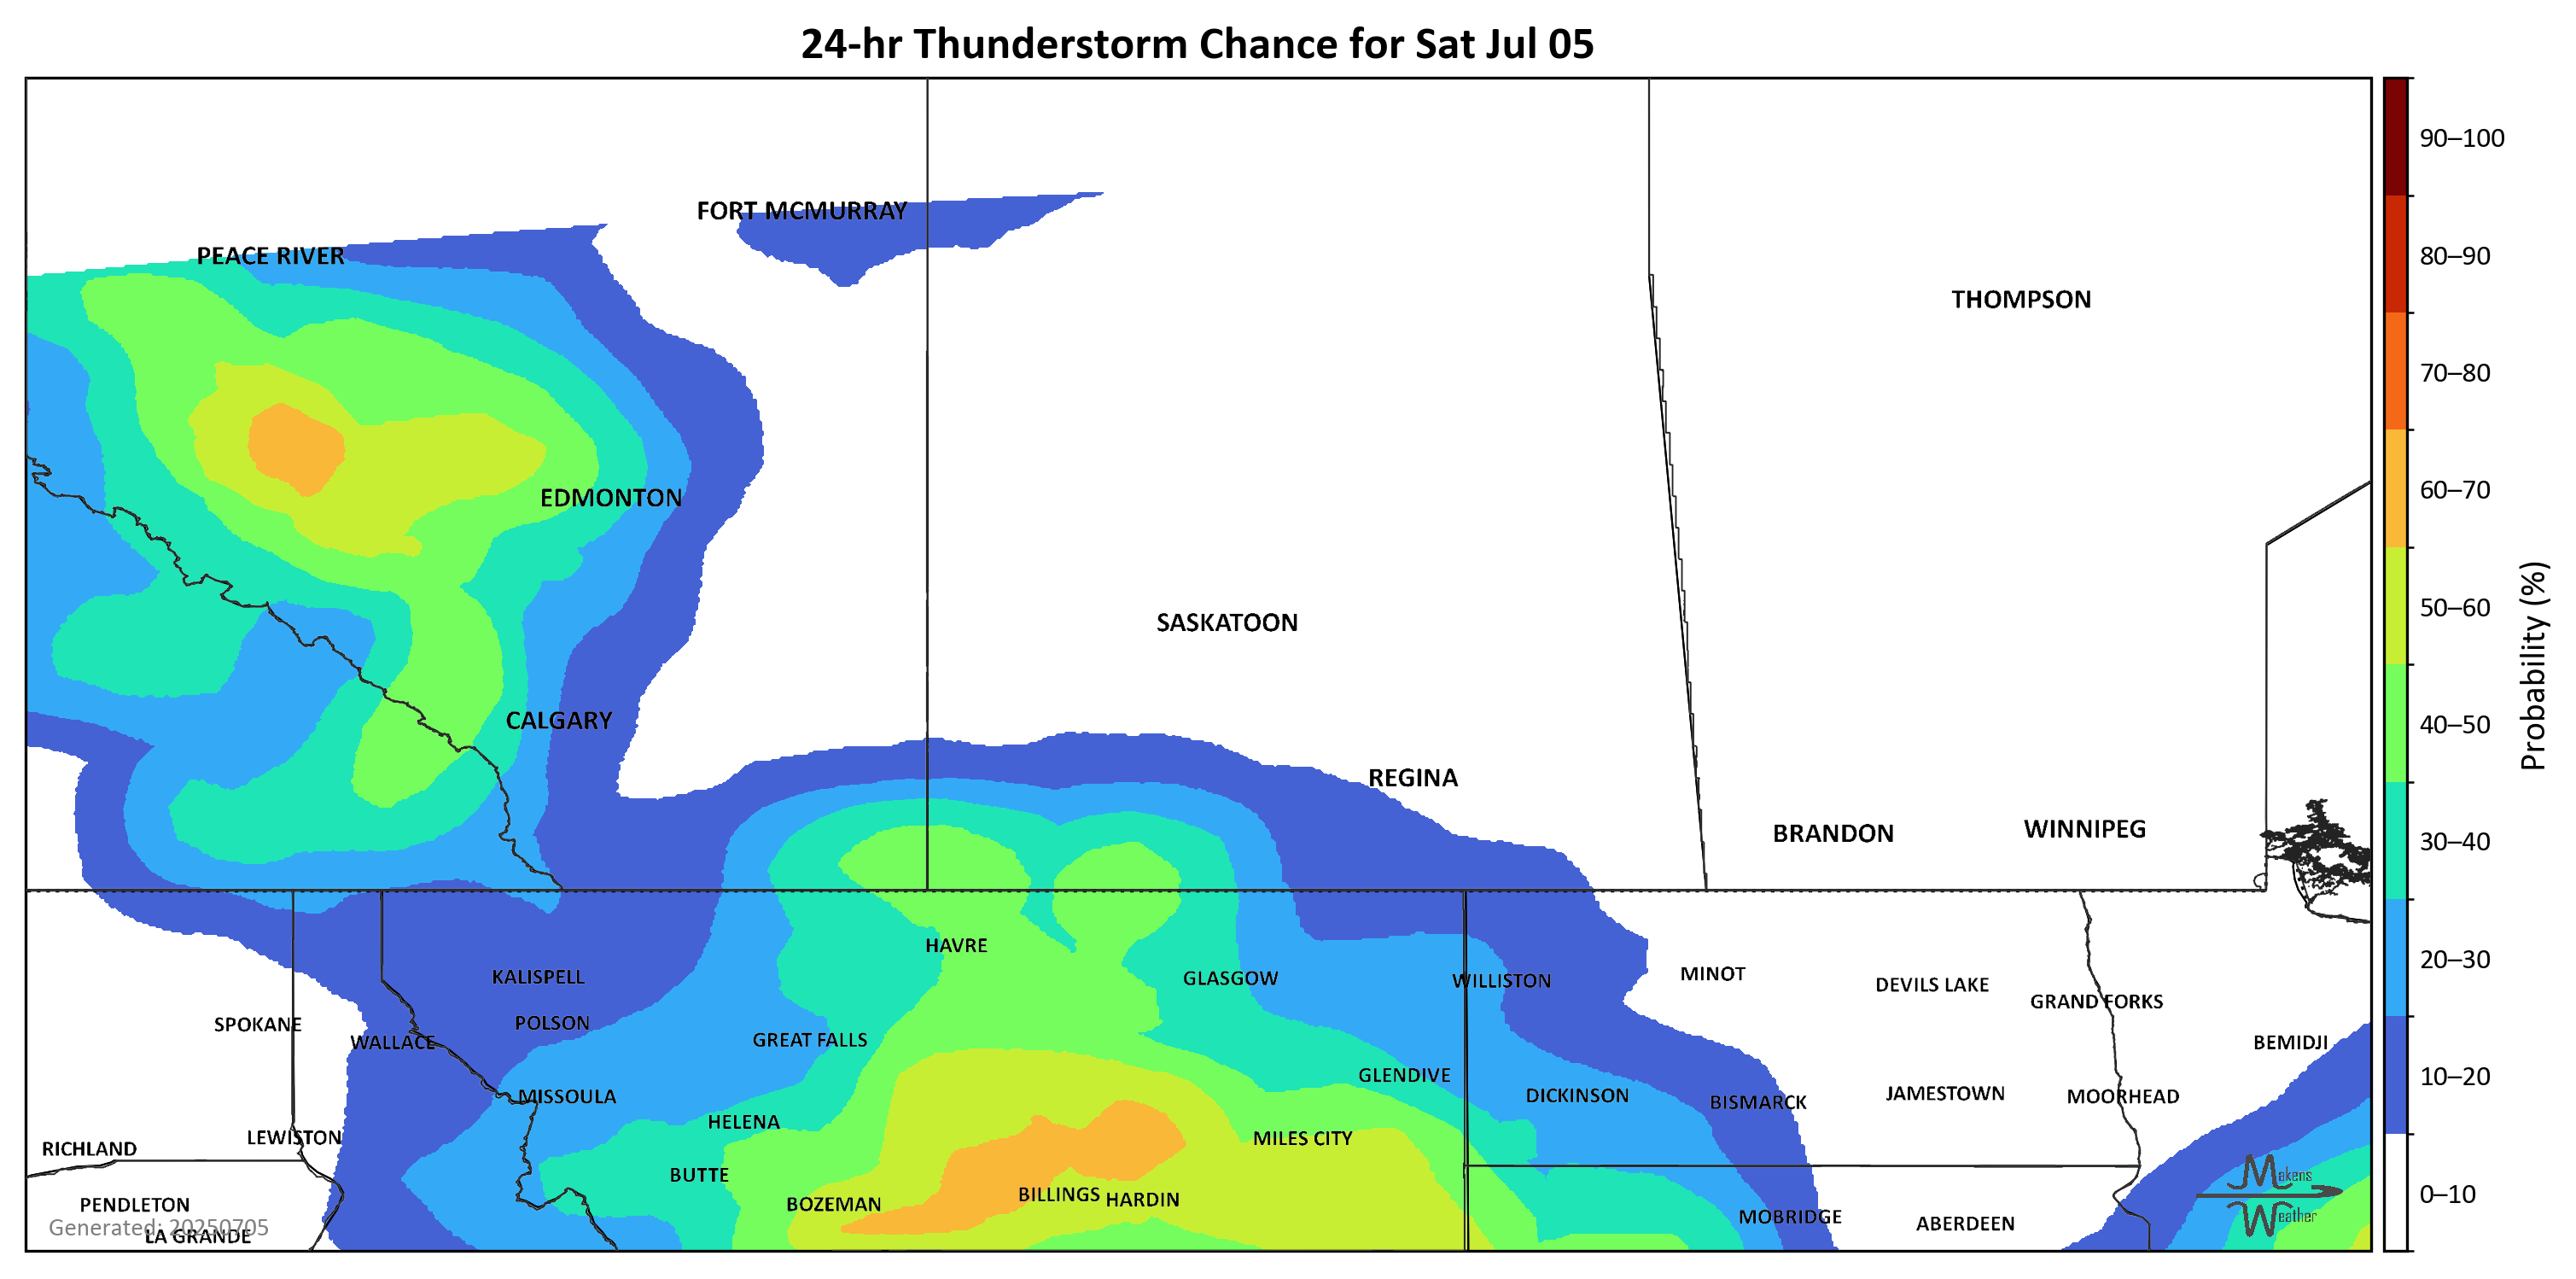 24-hr Thunderstorm Chance for Sat Jul 05
90–100
FORT MCMURRAY
PEACE RIVER
80–90
THOMPSON
70–80
EDMONTON
60–70
SASKATOON
50–60
Probability (%)
CALGARY
40–50
REGINA
BRANDON
WINNIPEG
30–40
HAVRE
KALISPELL
GLASGOW
WILLISTON
MINOT
DEVILS LAKE
20–30
GRAND FORKS
SPOKANE
POLSON
WALLACE
GREAT FALLS
BEMIDJI
GLENDIVE
10–20
MISSOULA
DICKINSON
BISMARCK
JAMESTOWN
MOORHEAD
HELENA
LEWISTON
MILES CITY
RICHLAND
BUTTE
Makens
Weather
0–10
PENDLETON
BOZEMAN
BILLINGS
HARDIN
MOBRIDGE
ABERDEEN
Generated: 20250705
LA GRANDE